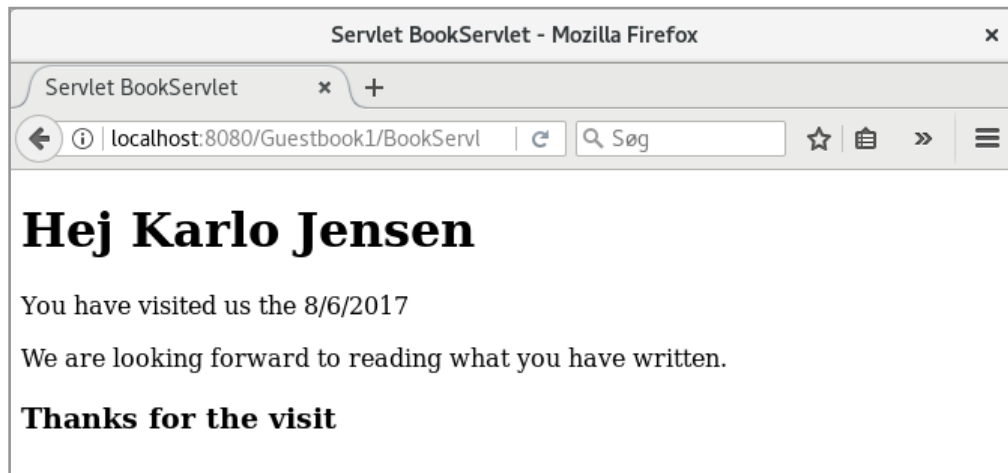 Servlet BookServlet - Mozilla Firefox
Servlet BookServlet
localhost:8080/Guestbook1/BookServl
Søg
Hej Karlo Jensen
You have visited us the 8/6/2017
We are looking forward to reading what you have written.
Thanks for the visit